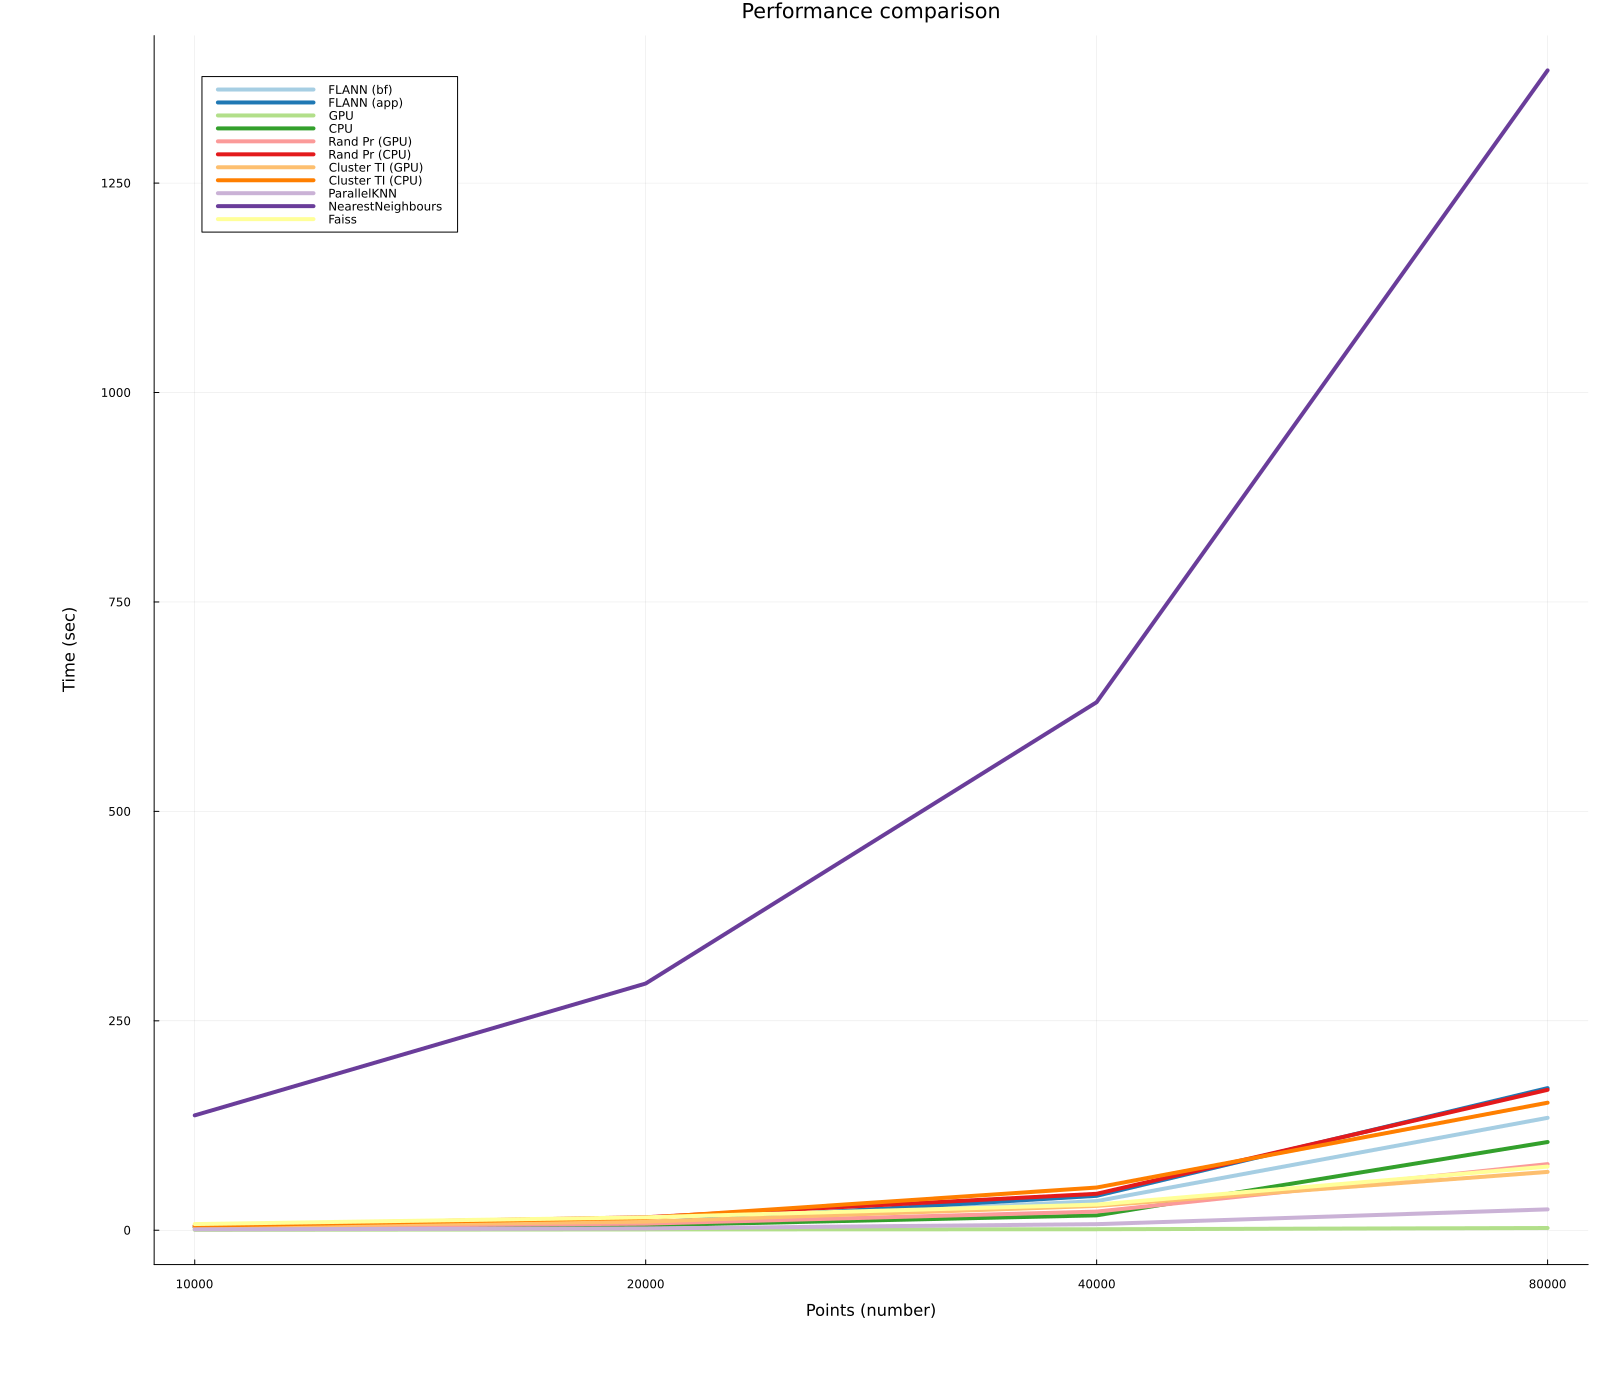 Performance comparison
FLANN (bf)
FLANN (app)
GPU
CPU
Rand Pr (GPU)
Rand Pr (CPU)
Cluster TI (GPU)
Cluster TI (CPU)
ParallelKNN
NearestNeighbours
Faiss
1250
1000
750
500
250
0
Time (sec)
10000 20000 40000 80000
Points (number)